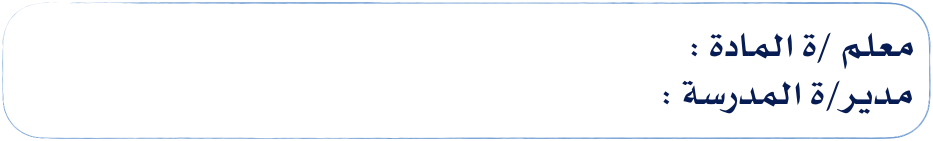 معلم /ة المادة :
مدير/ة المدرسة :